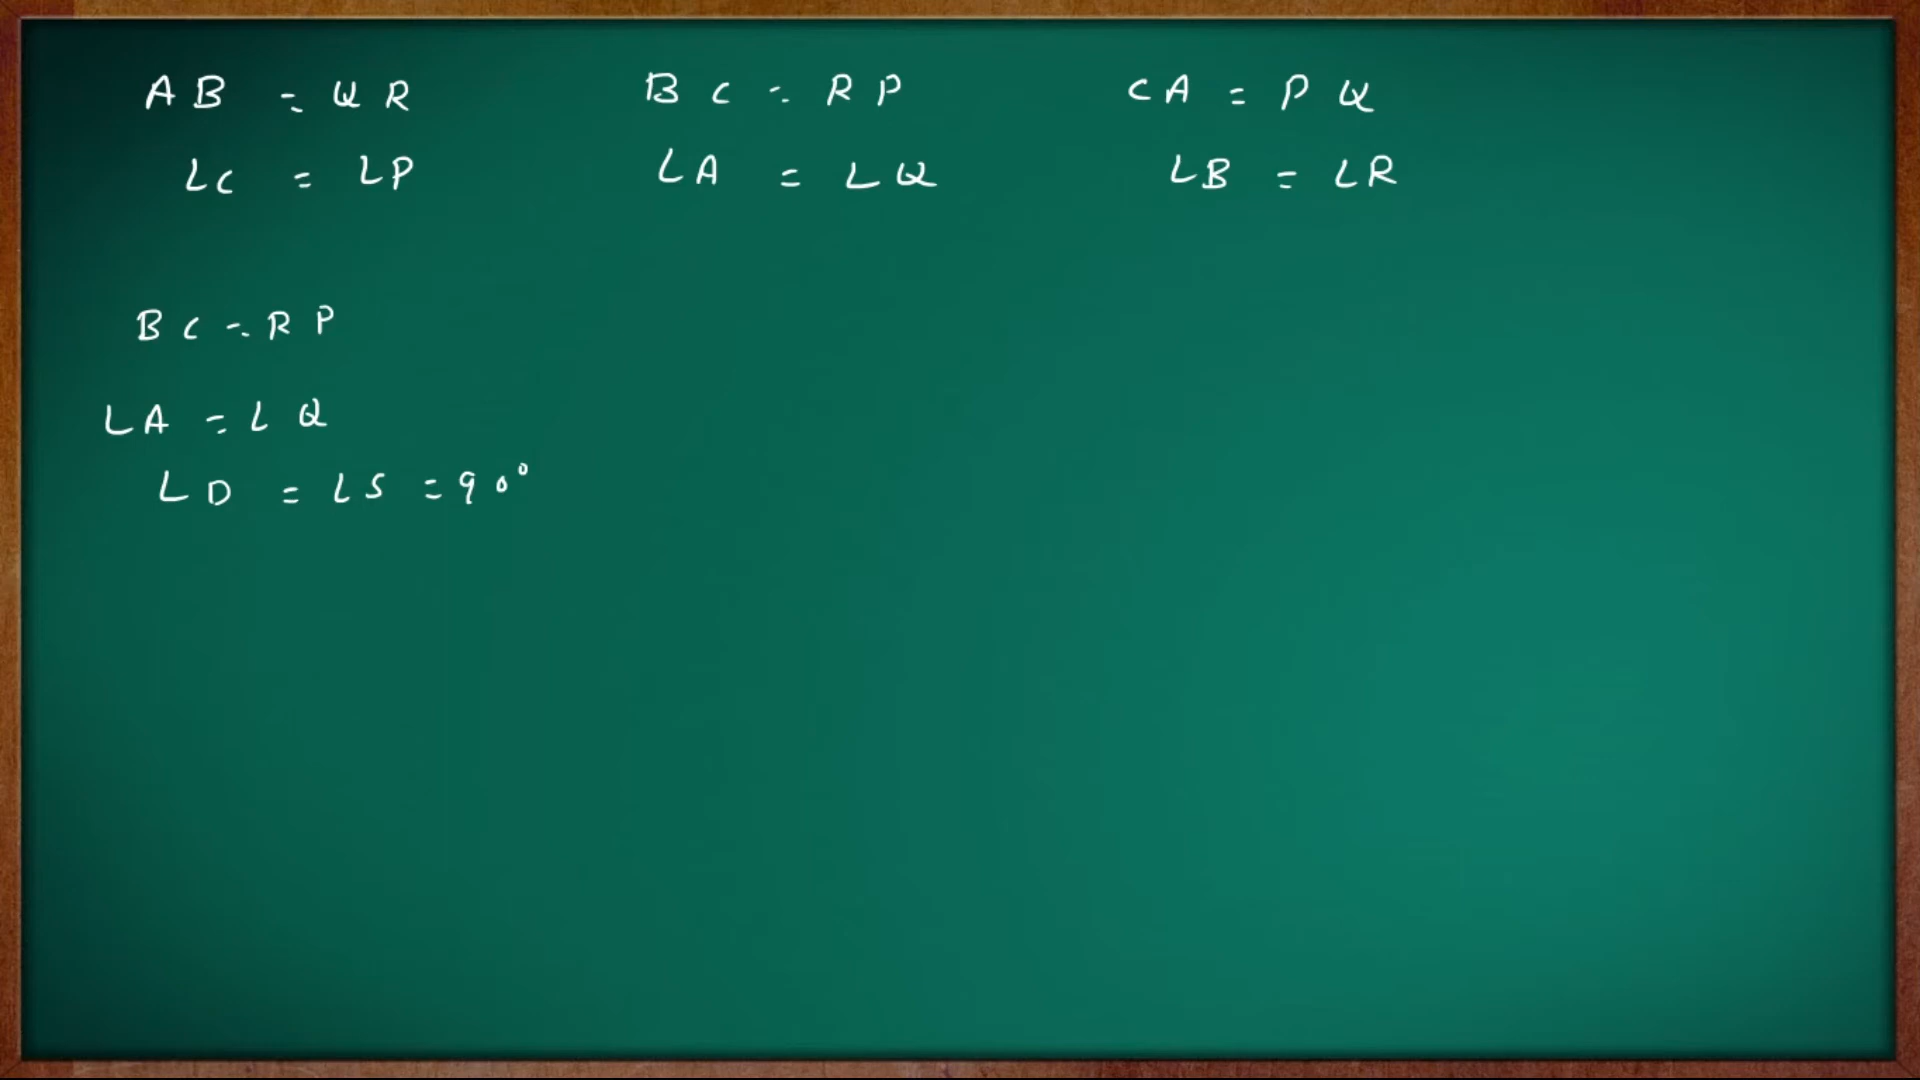 AB = QR BC = RP CA = PQ
∠C = ∠P ∠A = ∠Q ∠B = ∠R
BC = RP
∠A = ∠Q
∠D = ∠S = 90°